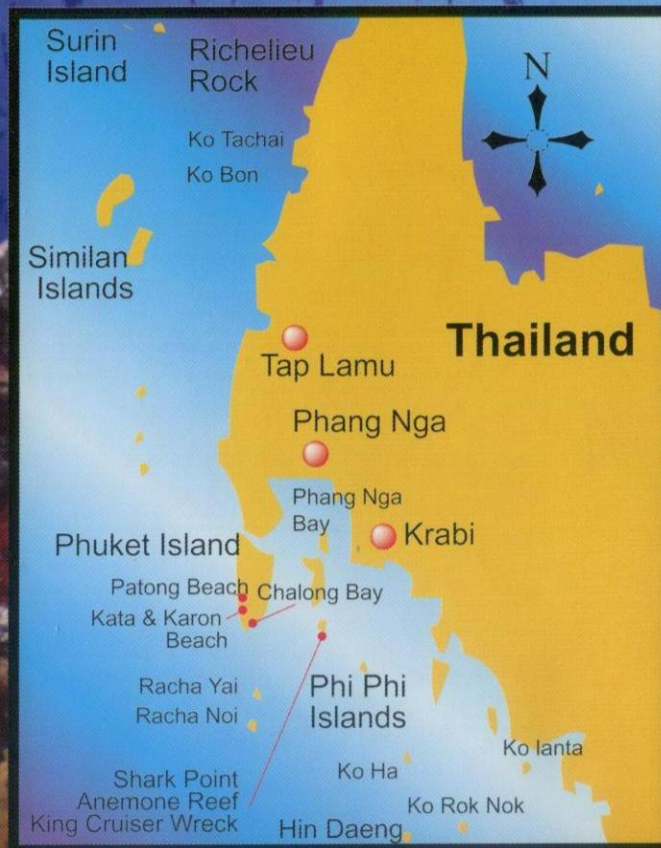 Surin
Island
Richelieu
Rock
N
Ko Tachai
Ko Bon
Similan
Islands
Thailand
Tap Lamu
Phang Nga
Phang Nga
Bay
Krabi
Phuket Island
Patong Beach
Chalong Bay
Kata & Karon
Beach
Racha Yai
Racha Noi
Phi Phi
Islands
Ko lanta
Ko Ha
Shark Point
Anemone Reef
King Cruiser Wreck
Ko Rok Nok
Hin Daeng